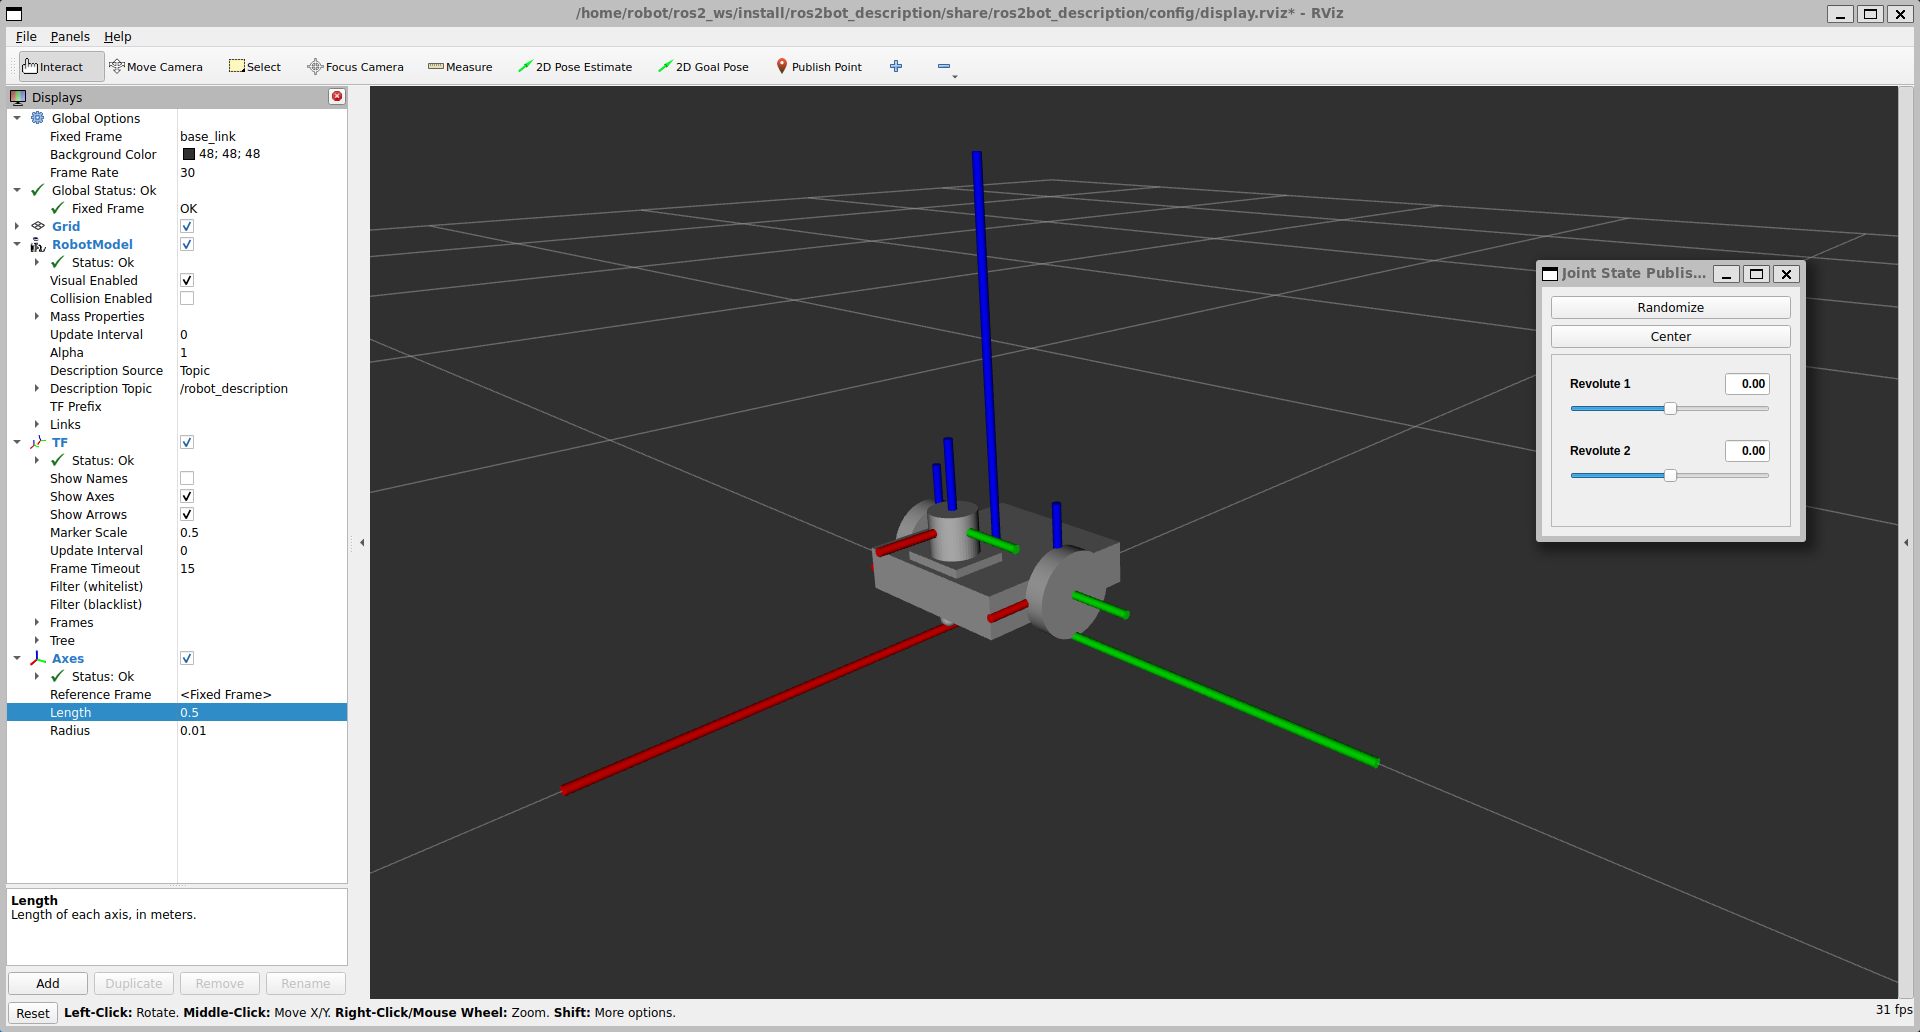 /home/robot/ros2_ws/install/ros2bot_description/share/ros2bot_description/config/display.rviz* - RViz
File Panels Help
Interact Move Camera Select Focus Camera Measure 2D Pose Estimate 2D Goal Pose Publish Point
Displays
Global Options
Fixed Frame base_link
Background Color 48; 48; 48
Frame Rate 30
Global Status: Ok
Fixed Frame OK
Grid
RobotModel
Status: Ok
Visual Enabled
Collision Enabled
Mass Properties
Update Interval 0
Alpha 1
Description Source Topic
Description Topic /robot_description
TF Prefix
Links
TF
Status: Ok
Show Names
Show Axes
Show Arrows
Marker Scale 0.5
Update Interval 0
Frame Timeout 15
Filter (whitelist)
Filter (blacklist)
Frames
Tree
Axes
Status: Ok
Reference Frame <Fixed Frame>
Length 0.5
Radius 0.01
Length
Length of each axis, in meters.
Add Duplicate Remove Rename
Joint State Publis...
Randomize
Center
Revolute 1 0.00
Revolute 2 0.00
Reset Left-Click: Rotate. Middle-Click: Move X/Y. Right-Click/Mouse Wheel: Zoom. Shift: More options. 31 fps